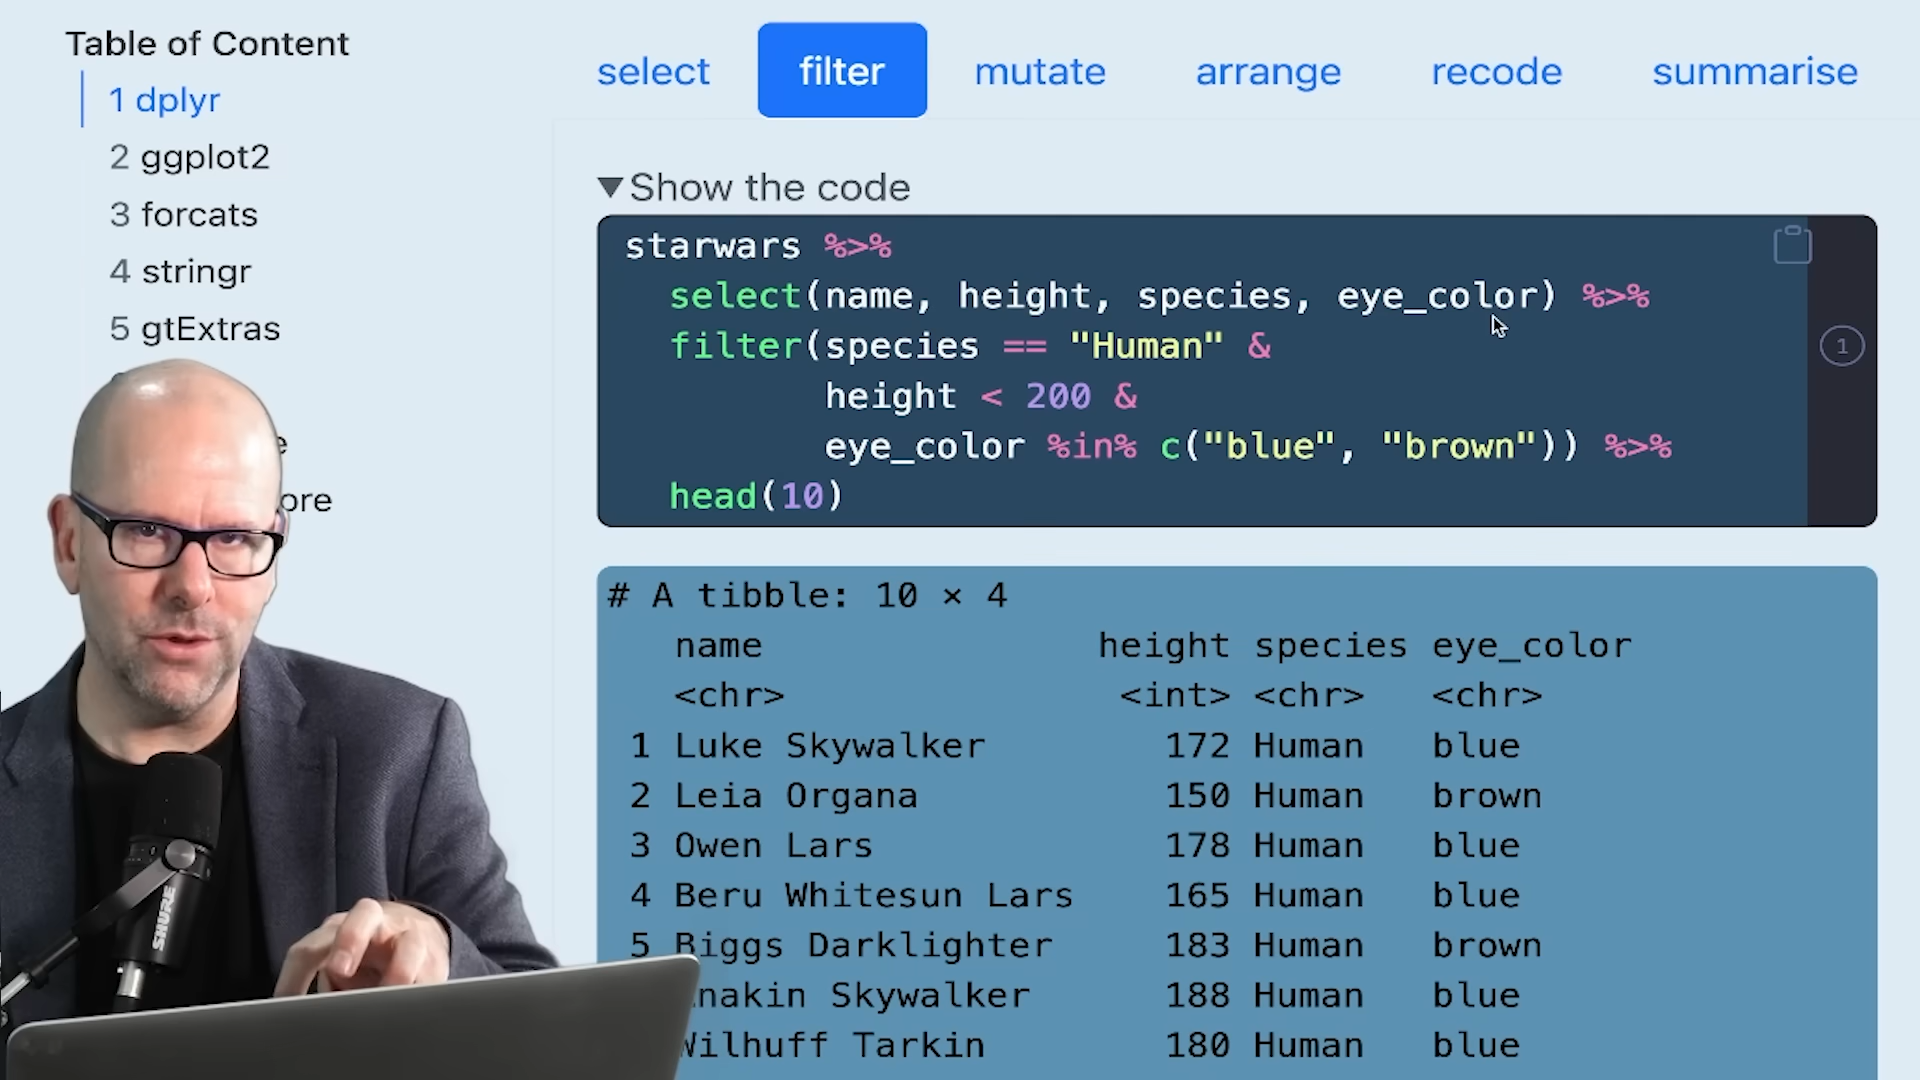 Table of Content
1 dplyr
2 ggplot2
3 forcats
4 stringr
5 gtExtras
select filter mutate arrange recode summarise
▼Show the code
starwars %>%
  select(name, height, species, eye_color) %>%
  filter(species == "Human" &
         height < 200 &
         eye_color %in% c("blue", "brown")) %>%
  head(10)
1
# A tibble: 10 × 4
   name height species eye_color
   <chr> <int> <chr> <chr>
 1 Luke Skywalker 172 Human blue
 2 Leia Organa 150 Human brown
 3 Owen Lars 178 Human blue
 4 Beru Whitesun Lars 165 Human blue
 5 Biggs Darklighter 183 Human brown
Skywalker 188 Human blue
Tarkin 180 Human blue
SHURE